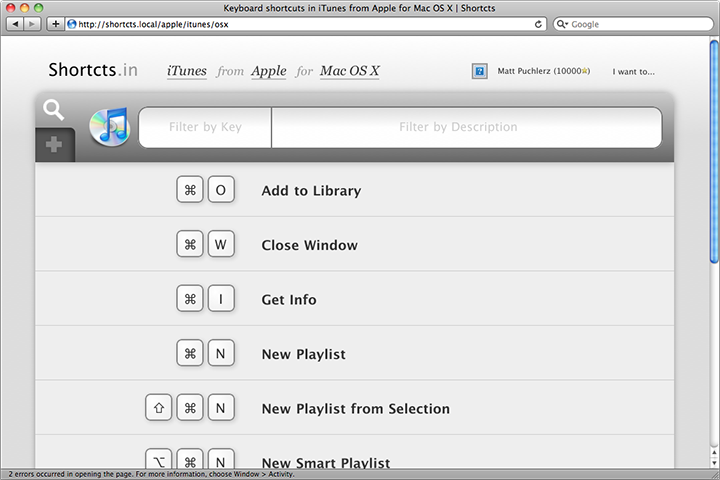 Keyboard shortcuts in iTunes from Apple for Mac OS X | Shortcts
http://shortcts.local/apple/itunes/osx
Google
Shortcts.in iTunes from Apple for Mac OS X
Matt Puchlerz (10000★) I want to...
Filter by Key Filter by Description
⌘ O Add to Library
⌘ W Close Window
⌘ I Get Info
⌘ N New Playlist
⇧ ⌘ N New Playlist from Selection
⌥ ⌘ N New Smart Playlist
2 errors occurred in opening the page. For more information, choose Window > Activity.